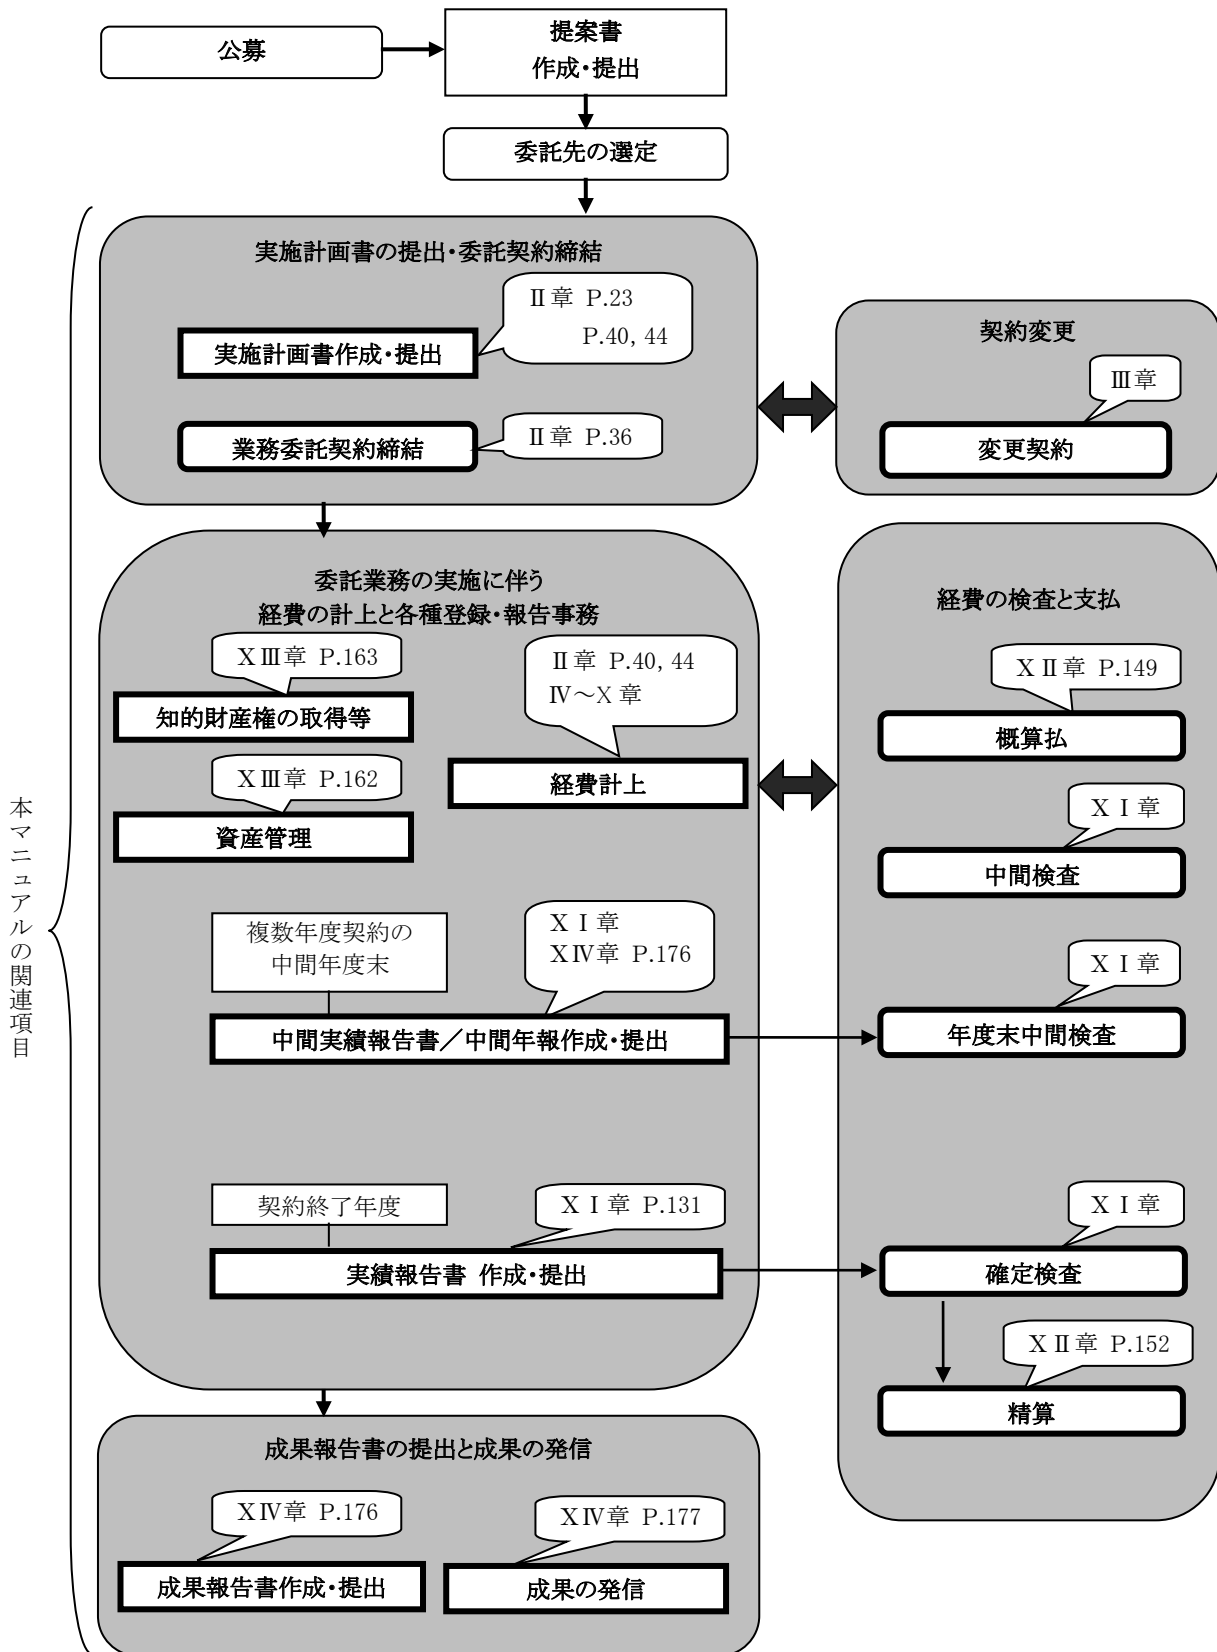 公募
提案書
作成・提出
委託先の選定
実施計画書の提出・委託契約締結
Ⅱ章 P.23
P.40, 44
実施計画書作成・提出
Ⅱ章 P.36
業務委託契約締結
契約変更
Ⅲ章
変更契約
委託業務の実施に伴う
経費の計上と各種登録・報告事務
ⅩⅢ章 P.163
知的財産権の取得等
Ⅱ章 P.40, 44
Ⅳ～Ⅹ章
経費計上
ⅩⅢ章 P.162
資産管理
複数年度契約の
中間年度末
ⅩⅠ章
ⅩⅣ章 P.176
中間実績報告書／中間年報作成・提出
契約終了年度
ⅩⅠ章 P.131
実績報告書 作成・提出
経費の検査と支払
ⅩⅡ章 P.149
概算払
ⅩⅠ章
中間検査
ⅩⅠ章
年度末中間検査
ⅩⅠ章
確定検査
ⅩⅡ章 P.152
精算
成果報告書の提出と成果の発信
ⅩⅣ章 P.176
成果報告書作成・提出
ⅩⅣ章 P.177
成果の発信
本マニュアルの関連項目